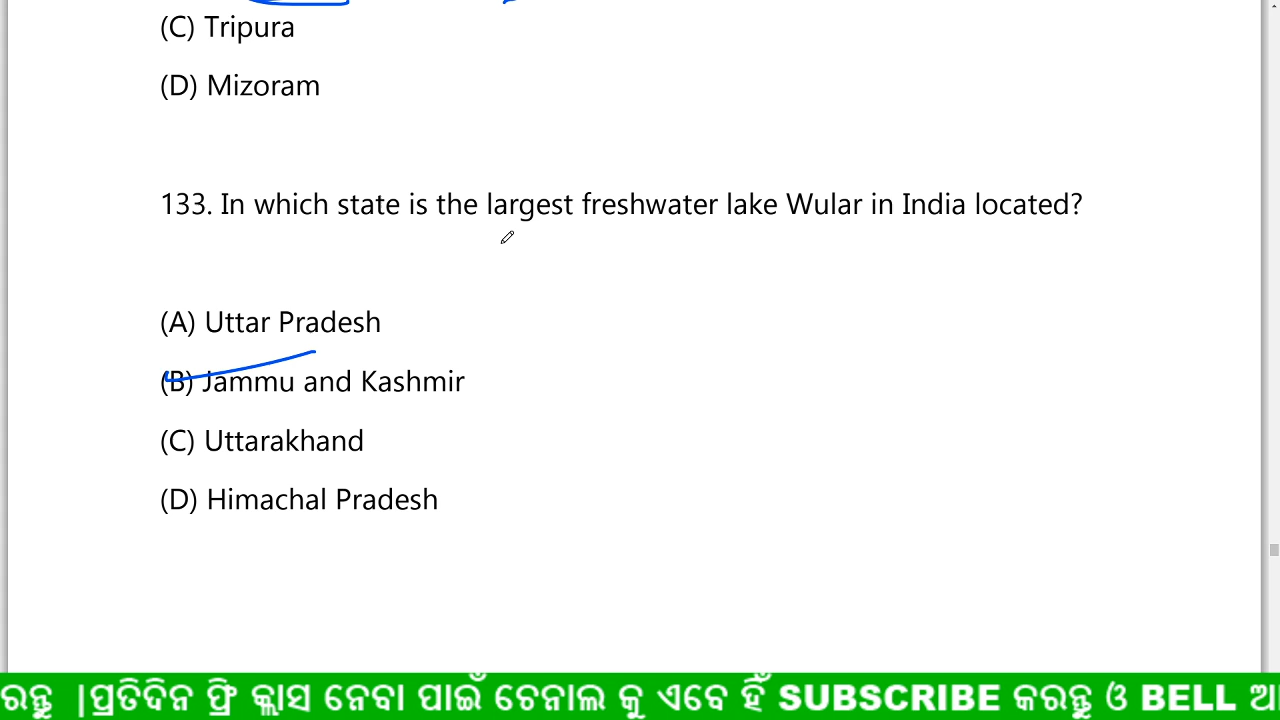 (C) Tripura
(D) Mizoram
133. In which state is the largest freshwater lake Wular in India located?
(A) Uttar Pradesh
(B) Jammu and Kashmir
(C) Uttarakhand
(D) Himachal Pradesh
ରନ୍ତୁ |ପ୍ରତିଦିନ ଫ୍ରି କ୍ଲାସ ନେବା ପାଇଁ ଚେନାଲ କୁ ଏବେ ହିଁ SUBSCRIBE କରନ୍ତୁ ଓ BELL ଆ